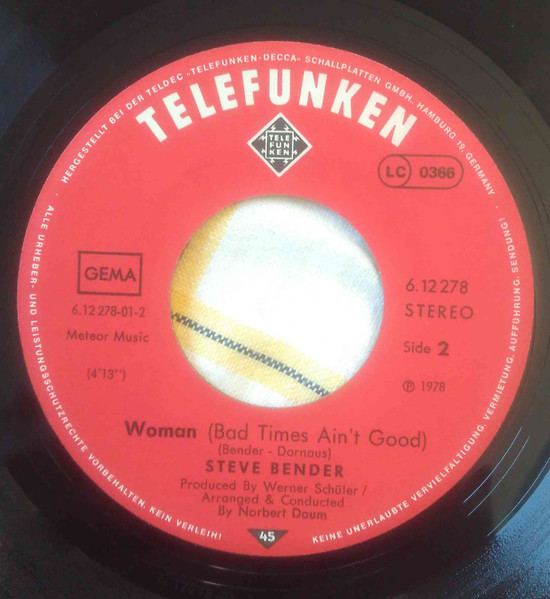 HERGESTELLT BEI DER TELDEC »TELEFUNKEN-DECCA« SCHALLPLATTEN GMBH, HAMBURG 19, GERMANY
TELEFUNKEN
TELE
FUN
KEN
LC 0366
GEMA
6.12 278-01-2
Meteor Music
(4'13")
6.12 278
STEREO
Side 2
℗ 1978
Woman (Bad Times Ain't Good)
(Bender - Dornaus)
STEVE BENDER
Produced By Werner Schüler /
Arranged & Conducted
By Norbert Daum
45
ALLE URHEBER- UND LEISTUNGSSCHUTZRECHTE VORBEHALTEN. KEIN VERLEIH!
KEINE UNERLAUBTE VERVIELFÄLTIGUNG, VERMIETUNG, AUFFÜHRUNG, SENDUNG!